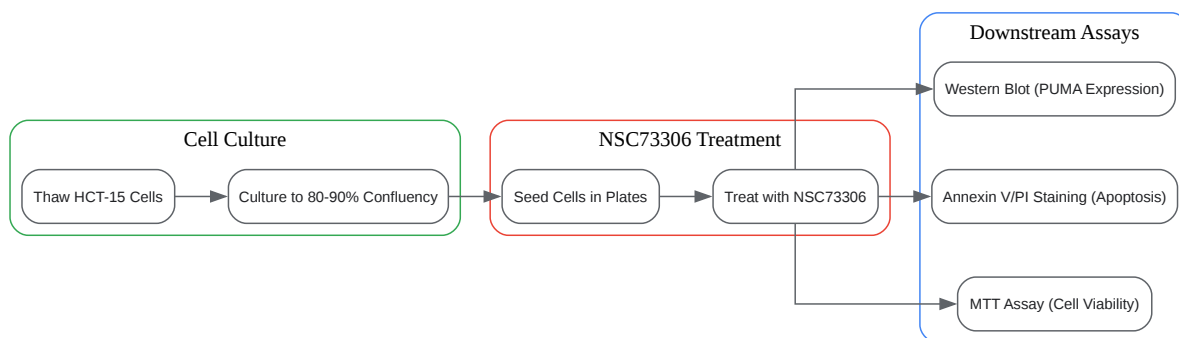 Cell Culture
Thaw HCT-15 Cells
Culture to 80-90% Confluency
NSC73306 Treatment
Seed Cells in Plates
Treat with NSC73306
Downstream Assays
Western Blot (PUMA Expression)
Annexin V/PI Staining (Apoptosis)
MTT Assay (Cell Viability)